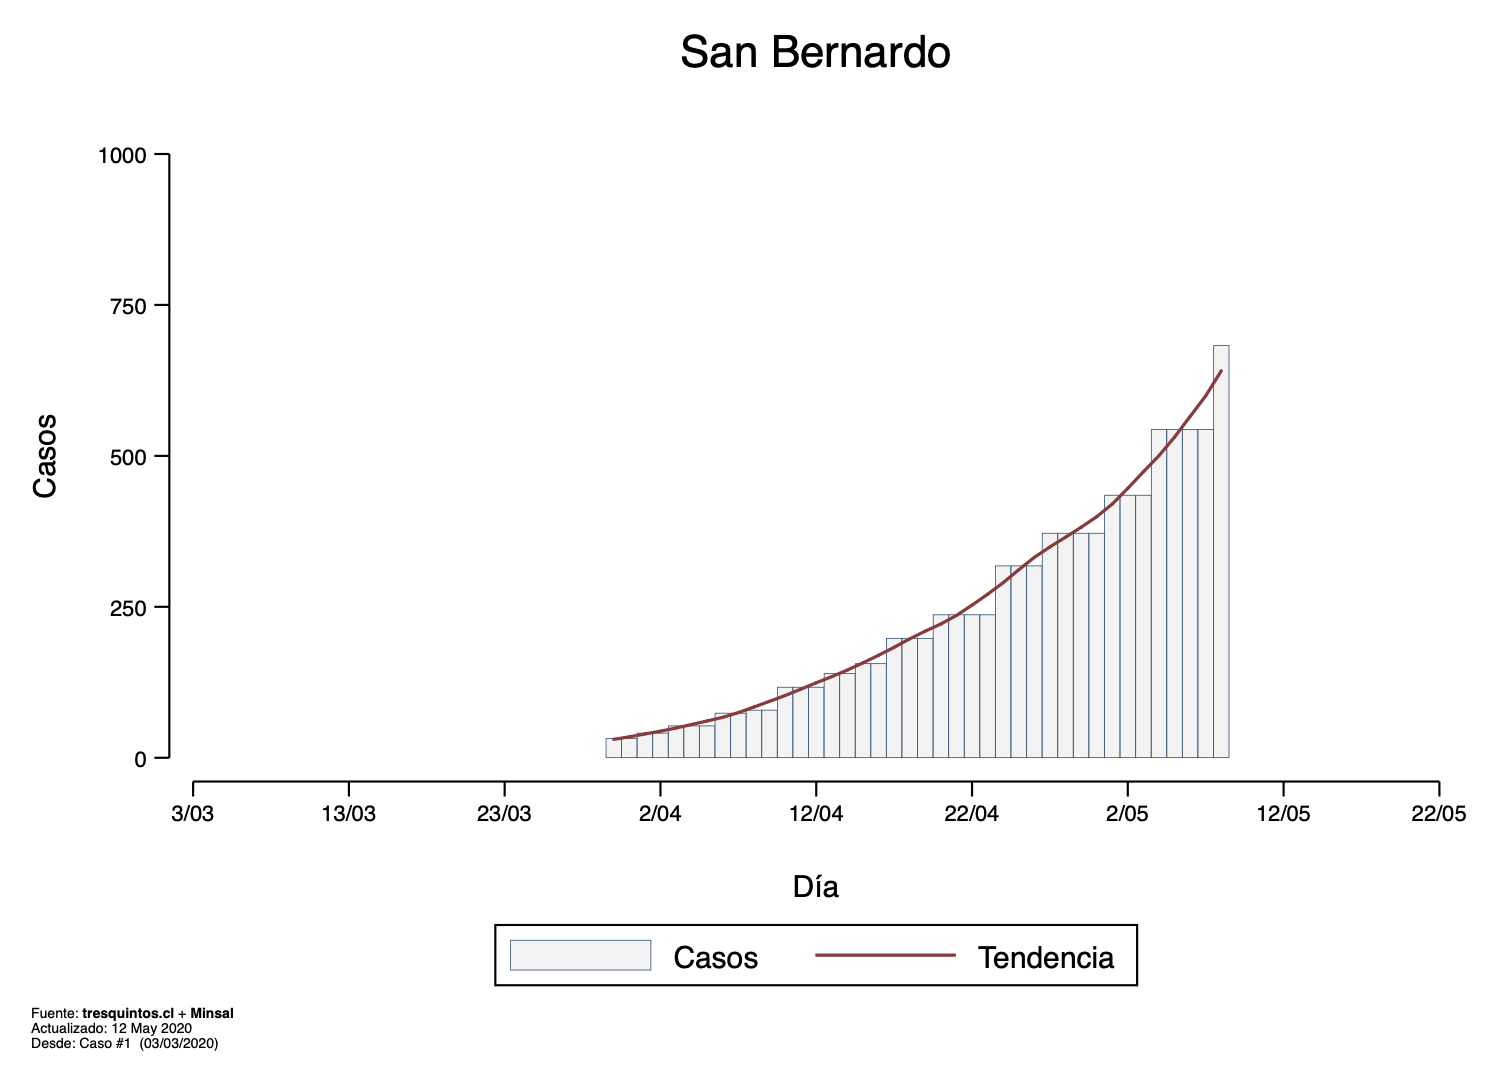 San Bernardo
1000
750
500
250
0
Casos
3/03 13/03 23/03 2/04 12/04 22/04 2/05 12/05 22/05
Día
Casos Tendencia
Fuente: tresquintos.cl + Minsal
Actualizado: 12 May 2020
Desde: Caso #1 (03/03/2020)